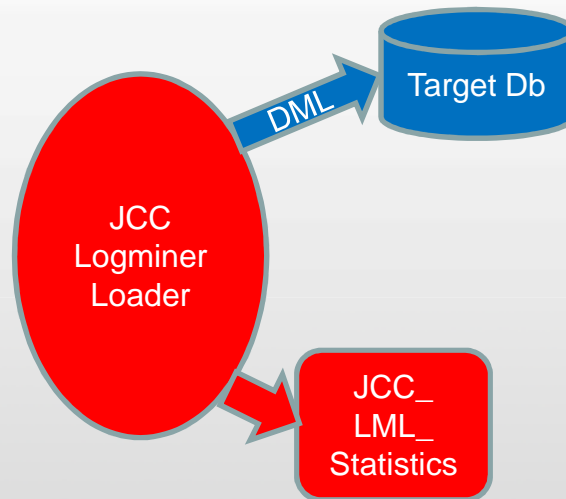 Target Db
DML
JCC
Logminer
Loader
JCC_
LML_
Statistics